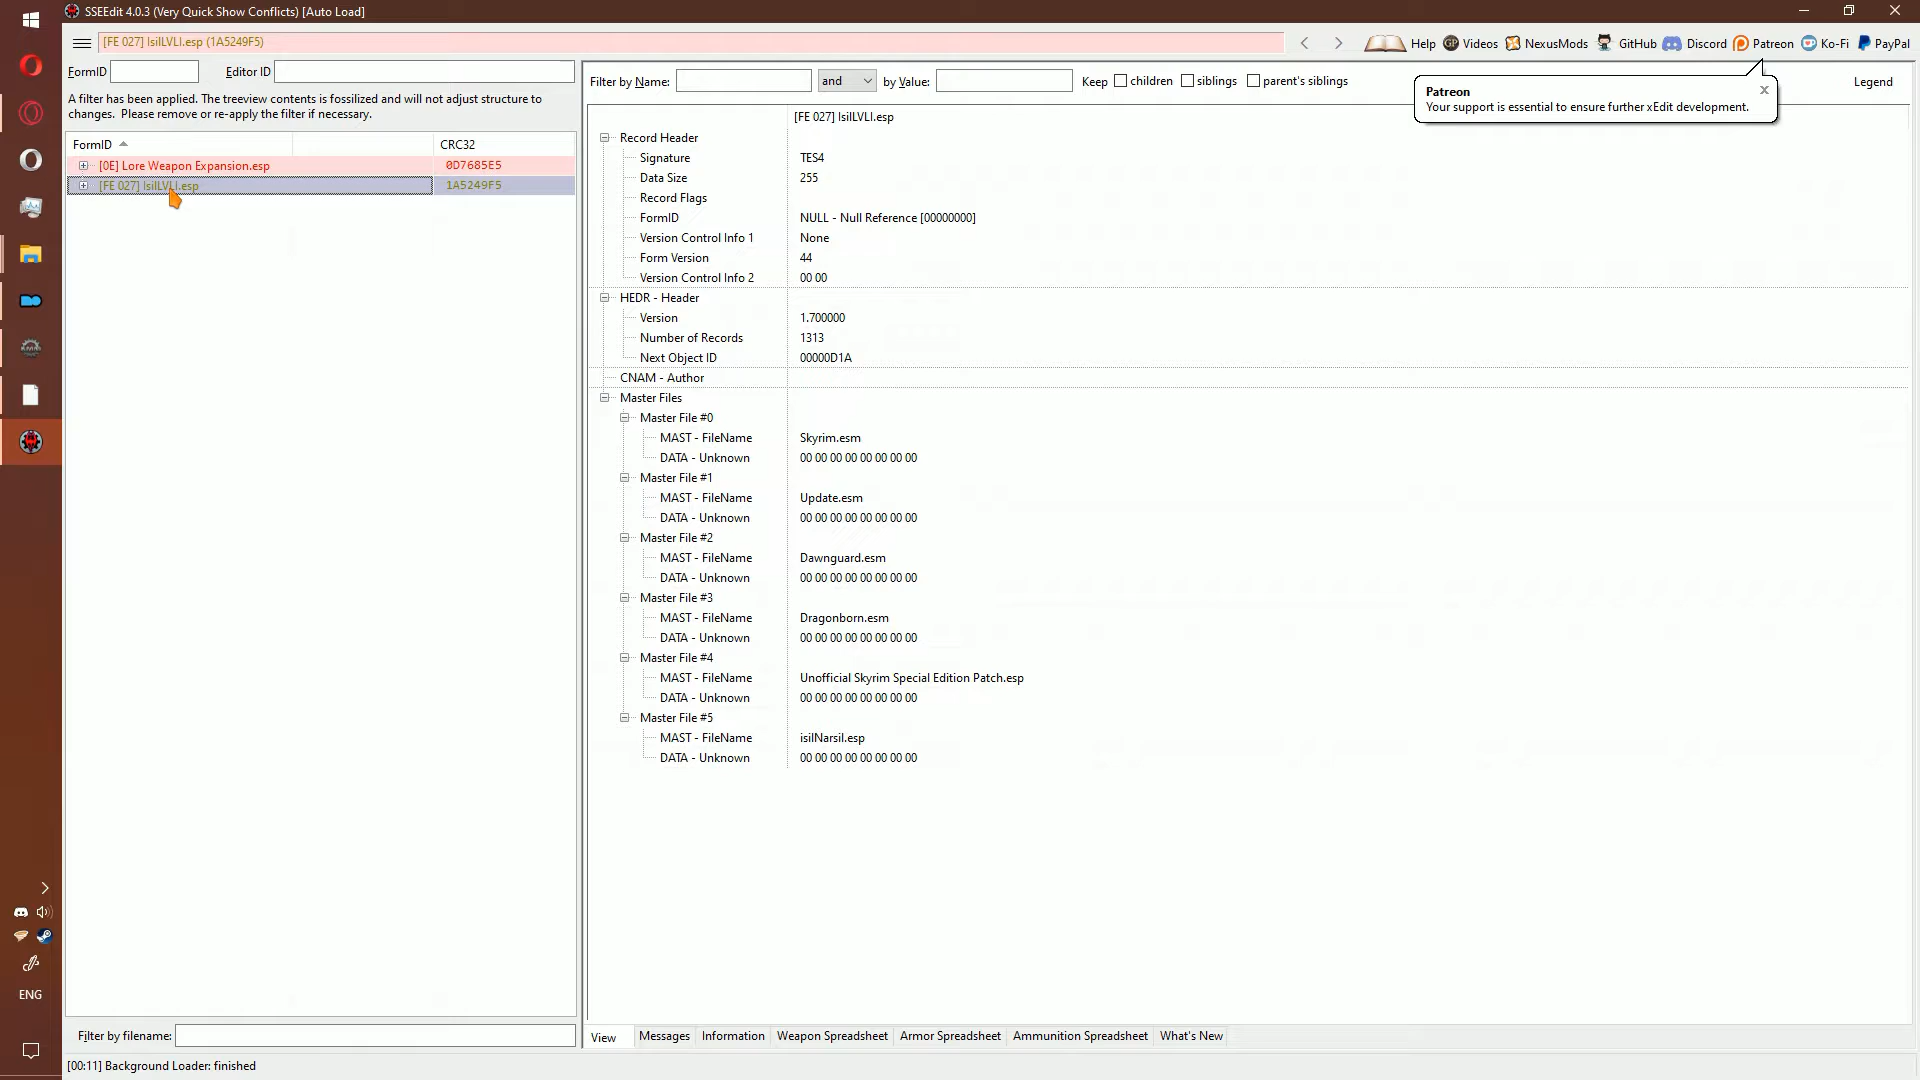 SSEEdit 4.0.3 (Very Quick Show Conflicts) [Auto Load]
[FE 027] IsilLVLI.esp (1A5249F5)
Help
Videos
NexusMods
GitHub
Discord
Patreon
Ko-Fi
PayPal
FormID
Editor ID
A filter has been applied. The treeview contents is fossilized and will not adjust structure to
changes. Please remove or re-apply the filter if necessary.
FormID
CRC32
[0E] Lore Weapon Expansion.esp
0D7685E5
[FE 027] IsilLVLI.esp
1A5249F5
Filter by Name:
and
by Value:
Keep
children
siblings
parent's siblings
Legend
Patreon
Your support is essential to ensure further xEdit development.
[FE 027] IsilLVLI.esp
Record Header
Signature TES4
Data Size 255
Record Flags
FormID NULL - Null Reference [00000000]
Version Control Info 1 None
Form Version 44
Version Control Info 2 00 00
HEDR - Header
Version 1.700000
Number of Records 1313
Next Object ID 00000D1A
CNAM - Author
Master Files
Master File #0
MAST - FileName Skyrim.esm
DATA - Unknown 00 00 00 00 00 00 00 00
Master File #1
MAST - FileName Update.esm
DATA - Unknown 00 00 00 00 00 00 00 00
Master File #2
MAST - FileName Dawnguard.esm
DATA - Unknown 00 00 00 00 00 00 00 00
Master File #3
MAST - FileName Dragonborn.esm
DATA - Unknown 00 00 00 00 00 00 00 00
Master File #4
MAST - FileName Unofficial Skyrim Special Edition Patch.esp
DATA - Unknown 00 00 00 00 00 00 00 00
Master File #5
MAST - FileName isilNarsil.esp
DATA - Unknown 00 00 00 00 00 00 00 00
ENG
Filter by filename:
View
Messages
Information
Weapon Spreadsheet
Armor Spreadsheet
Ammunition Spreadsheet
What's New
[00:11] Background Loader: finished